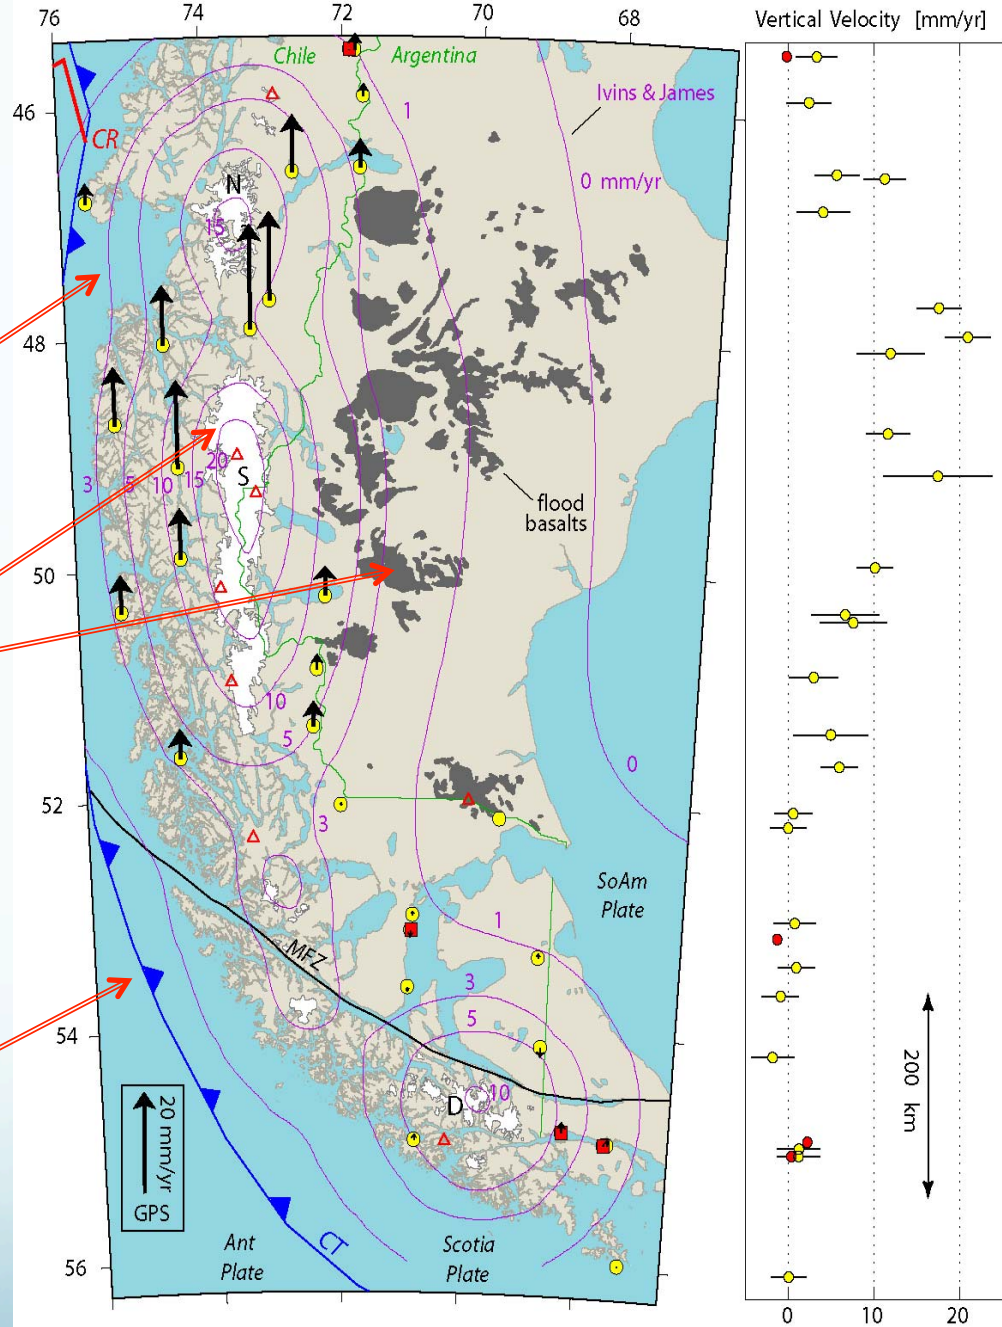 76
74
72
70
68
Vertical Velocity [mm/yr]
Chile
Argentina
46
CR
1
Ivins & James
0 mm/yr
N
15
48
3
5
10
15
20
S
flood
basalts
50
10
5
0
52
3
SoAm
Plate
1
MFZ
3
5
54
D
10
20 mm/yr
GPS
200 km
CT
Ant
Plate
Scotia
Plate
56
0
10
20